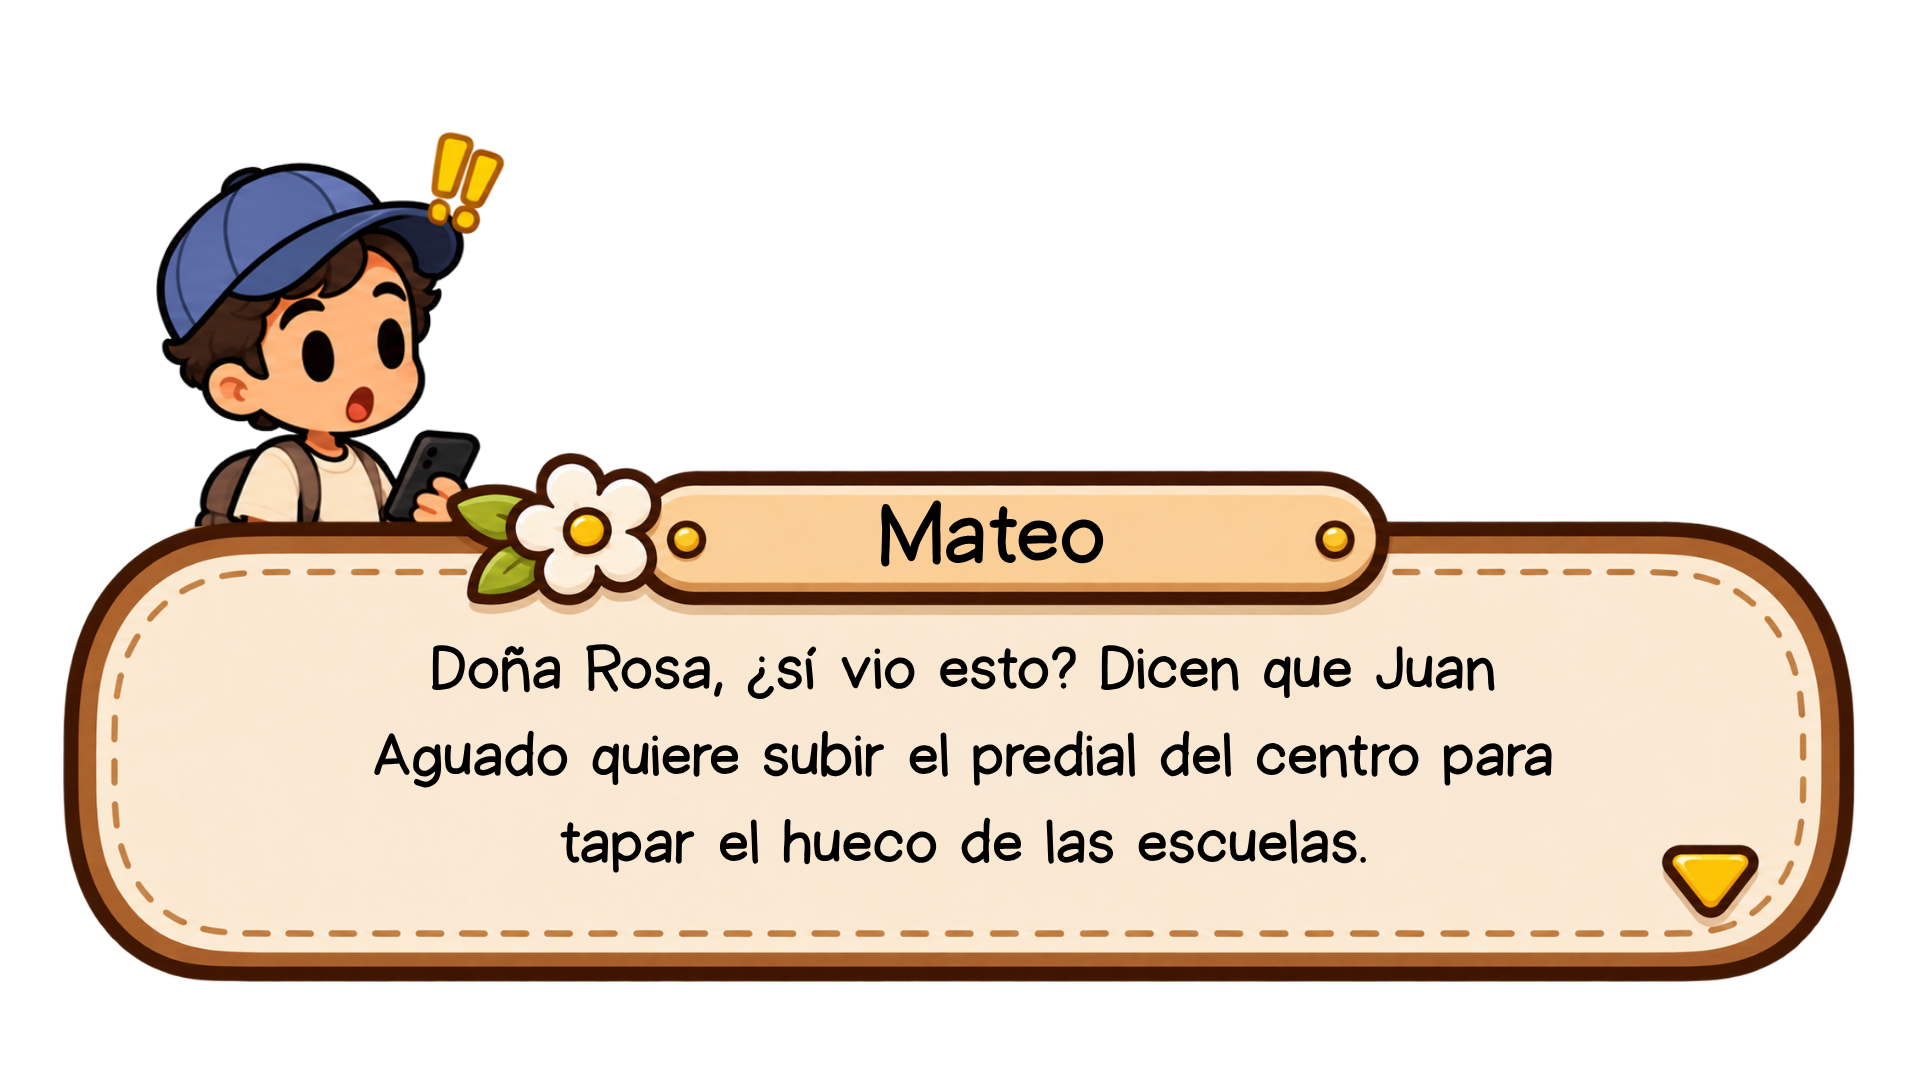 Mateo
Doña Rosa, ¿sí vio esto? Dicen que Juan
Aguado quiere subir el predial del centro para
tapar el hueco de las escuelas.